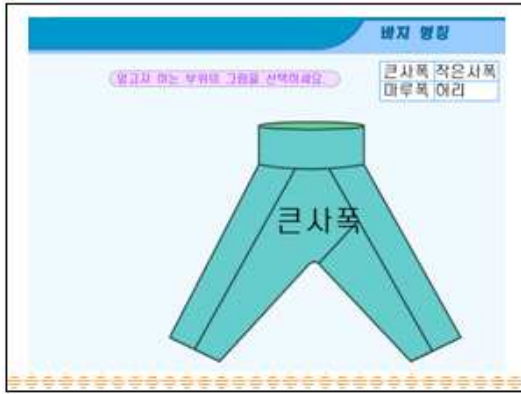 바지 명칭
알고자 하는 부위의 그림을 선택하세요.
큰사폭 작은사폭
마루폭 허리
큰사폭